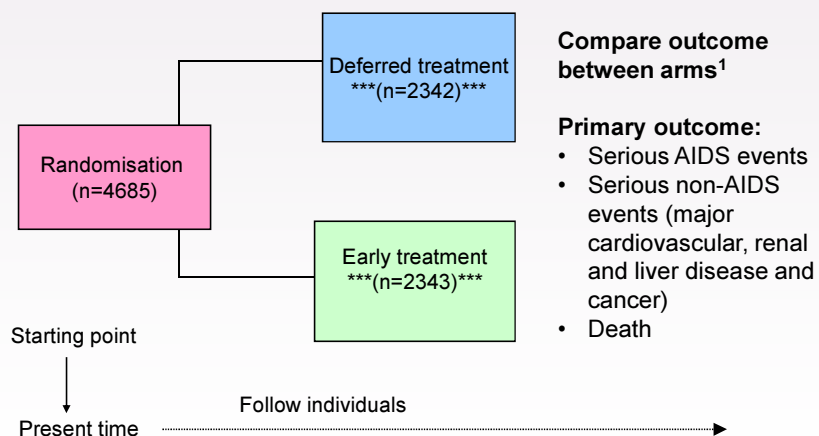 Deferred treatment
***(n=2342)***
Compare outcome
between arms¹
Primary outcome:
• Serious AIDS events
• Serious non-AIDS
events (major
cardiovascular, renal
and liver disease and
cancer)
• Death
Randomisation
(n=4685)
Early treatment
***(n=2343)***
Starting point
Present time
Follow individuals